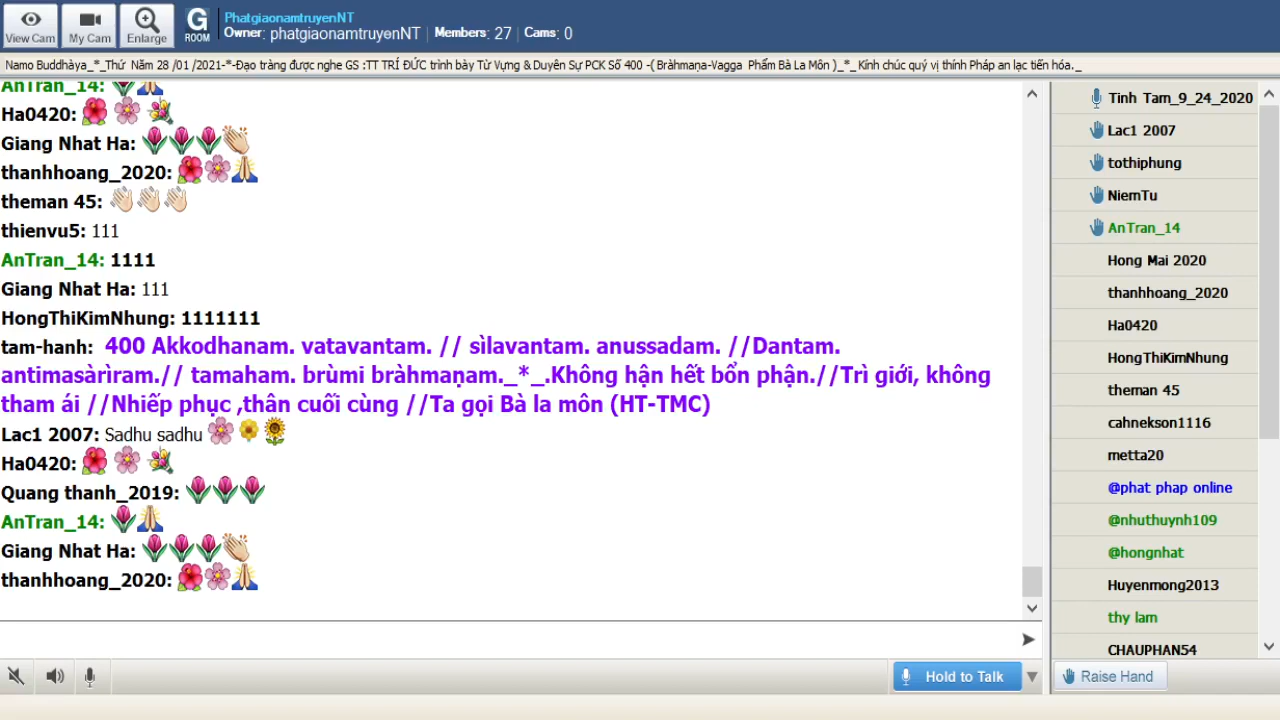 View Cam
My Cam
Enlarge
G
ROOM
PhatgiaonamtruyenNT
Owner: phatgiaonamtruyenNT | Members: 27 | Cams: 0
Namo Buddhàya_*_Thứ Năm 28 /01 /2021-*-Đạo tràng được nghe GS :TT TRÍ ĐỨC trình bày Từ Vựng & Duyên Sự PCK Số 400 -( Bràhmaṇa-Vagga Phẩm Bà La Môn )_*_ Kính chúc quý vị thính Pháp an lạc tiến hóa._
AnTran_14:
Ha0420:
Giang Nhat Ha:
thanhhoang_2020:
theman 45:
thienvu5: 111
AnTran_14: 1111
Giang Nhat Ha: 111
HongThiKimNhung: 1111111
tam-hanh: 400 Akkodhanam. vatavantam. // sìlavantam. anussadam. //Dantam.
antimasàrìram.// tamaham. brùmi bràhmaṇam._*_.Không hận hết bổn phận.//Trì giới, không
tham ái //Nhiếp phục ,thân cuối cùng //Ta gọi Bà la môn (HT-TMC)
Lac1 2007: Sadhu sadhu
Ha0420:
Quang thanh_2019:
AnTran_14:
Giang Nhat Ha:
thanhhoang_2020:
Hold to Talk
Tinh Tam_9_24_2020
Lac1 2007
tothiphung
NiemTu
AnTran_14
Hong Mai 2020
thanhhoang_2020
Ha0420
HongThiKimNhung
theman 45
cahnekson1116
metta20
@phat phap online
@nhuthuynh109
@hongnhat
Huyenmong2013
thy lam
CHAUPHAN54
Raise Hand